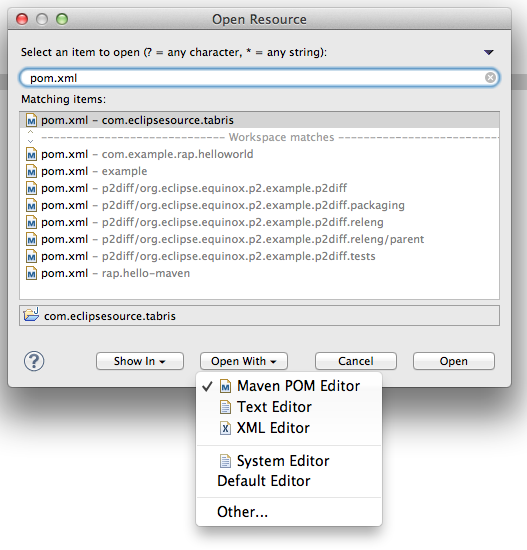 Open Resource
Select an item to open (? = any character, * = any string):
pom.xml
Matching items:
pom.xml – com.eclipsesource.tabris
Workspace matches
pom.xml – com.example.rap.helloworld
pom.xml – example
pom.xml – p2diff/org.eclipse.equinox.p2.example.p2diff
pom.xml – p2diff/org.eclipse.equinox.p2.example.p2diff.packaging
pom.xml – p2diff/org.eclipse.equinox.p2.example.p2diff.releng
pom.xml – p2diff/org.eclipse.equinox.p2.example.p2diff.releng/parent
pom.xml – p2diff/org.eclipse.equinox.p2.example.p2diff.tests
pom.xml – rap.hello-maven
com.eclipsesource.tabris
? Show In Open With Cancel Open
Maven POM Editor
Text Editor
XML Editor
System Editor
Default Editor
Other...